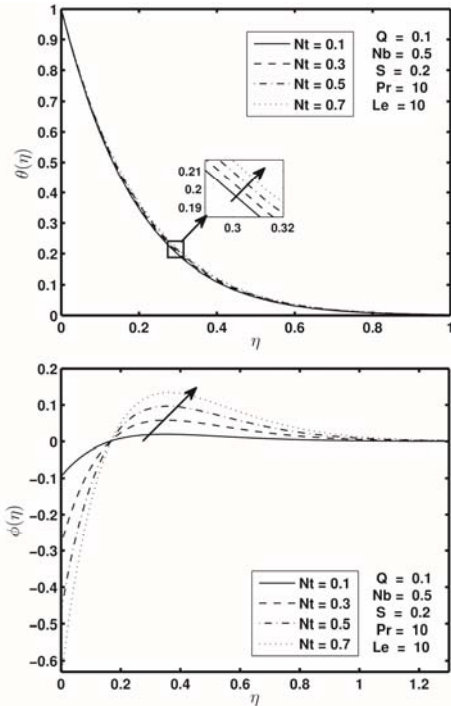 1
0.9
0.8
0.7
0.6
0.5
0.4
0.3
0.2
0.1
0
θ(η)
Nt = 0.1
Nt = 0.3
Nt = 0.5
Nt = 0.7
Q = 0.1
Nb = 0.5
S = 0.2
Pr = 10
Le = 10
0.21
0.2
0.19
0.3 0.32
0 0.2 0.4 0.6 0.8 1
η
0.2
0.1
0
−0.1
−0.2
−0.3
−0.4
−0.5
−0.6
ϕ(η)
Nt = 0.1
Nt = 0.3
Nt = 0.5
Nt = 0.7
Q = 0.1
Nb = 0.5
S = 0.2
Pr = 10
Le = 10
0 0.2 0.4 0.6 0.8 1 1.2
η